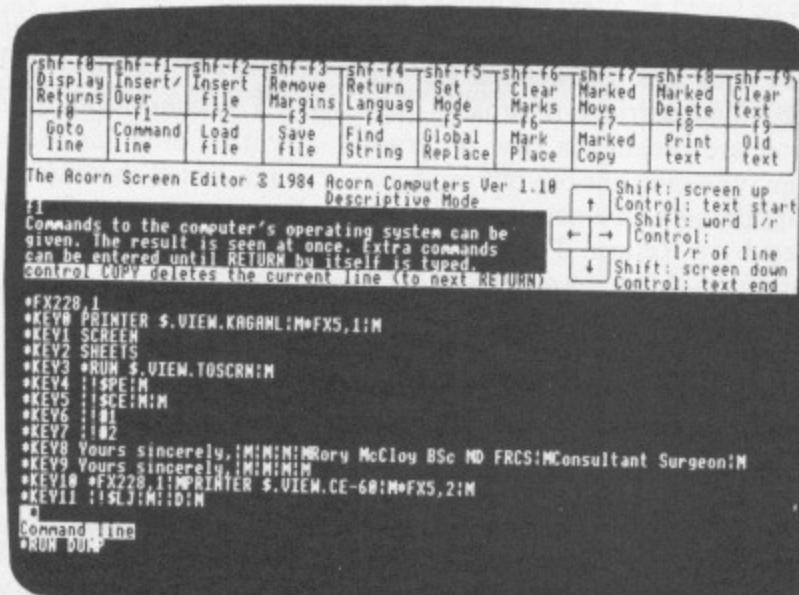 shf-f0 shf-f1 shf-f2 shf-f3 shf-f4 shf-f5 shf-f6 shf-f7 shf-f8 shf-f9
Display Insert/ Insert Remove Return Set Clear Marked Marked Clear
Returns Over file Margins Languag Mode Marks Move Delete text
f0 f1 f2 f3 f4 f5 f6 f7 f8 f9
Goto Command Load Save Find Global Mark Marked Print Old
line line file file String Replace Place Copy text text
The Acorn Screen Editor © 1984 Acorn Computers Ver 1.10
Descriptive Mode
f1
Commands to the computer's operating system can be
given. The result is seen at once. Extra commands
can be entered until RETURN by itself is typed.
control COPY deletes the current line (to next RETURN)
↑
← →
↓
Shift: screen up
Control: text start
Shift: word l/r
Control:
l/r of line
Shift: screen down
Control: text end
*FX228,1
*KEY0 PRINTER $.VIEW.KAGANL¦M*FX5,1¦M
*KEY1 SCREEN
*KEY2 SHEETS
*KEY3 *RUN $.VIEW.TOSCRN¦M
*KEY4 ¦!$PE¦M
*KEY5 ¦!$CE¦M¦M
*KEY6 ¦!@1
*KEY7 ¦!@2
*KEY8 Yours sincerely,¦M¦M¦M¦MRory McCloy BSc MD FRCS¦MConsultant Surgeon¦M
*KEY9 Yours sincerely,¦M¦M¦M¦M
*KEY10 *FX228,1¦MPRINTER $.VIEW.CE-60¦M*FX5,2¦M
*KEY11 ¦!$LJ¦M¦¦D¦M
*
Command line
*RUN DUMP